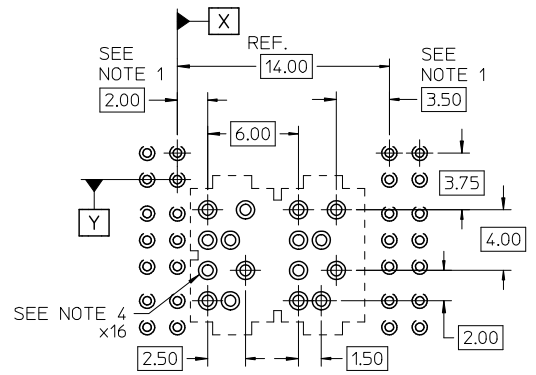 X
REF.
SEE
NOTE 1
14.00
SEE
NOTE 1
2.00
3.50
6.00
3.75
Y
4.00
SEE NOTE 4
x16
2.00
2.50
1.50